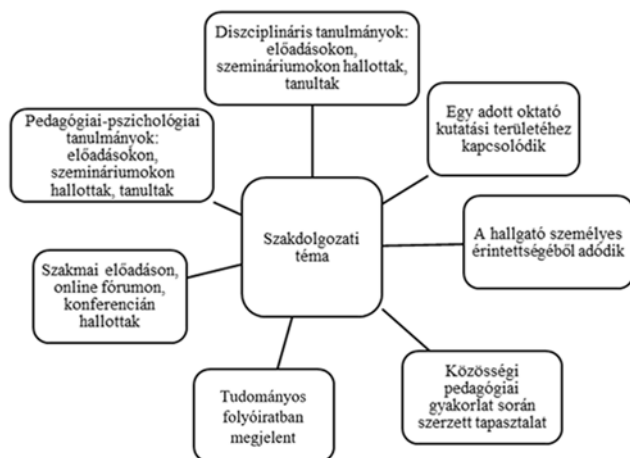 Diszciplináris tanulmányok:
előadásokon,
szemináriumokon hallottak,
tanultak
Egy adott oktató
kutatási területéhez
kapcsolódik
A hallgató személyes
érintettségéből adódik
Közösségi
pedagógiai
gyakorlat során
szerzett tapasztalat
Tudományos
folyóiratban
megjelent
Szakmai előadáson,
online fórumon,
konferencián
hallottak
Pedagógiai-pszichológiai
tanulmányok:
előadásokon,
szemináriumokon
hallottak, tanultak
Szakdolgozati
téma